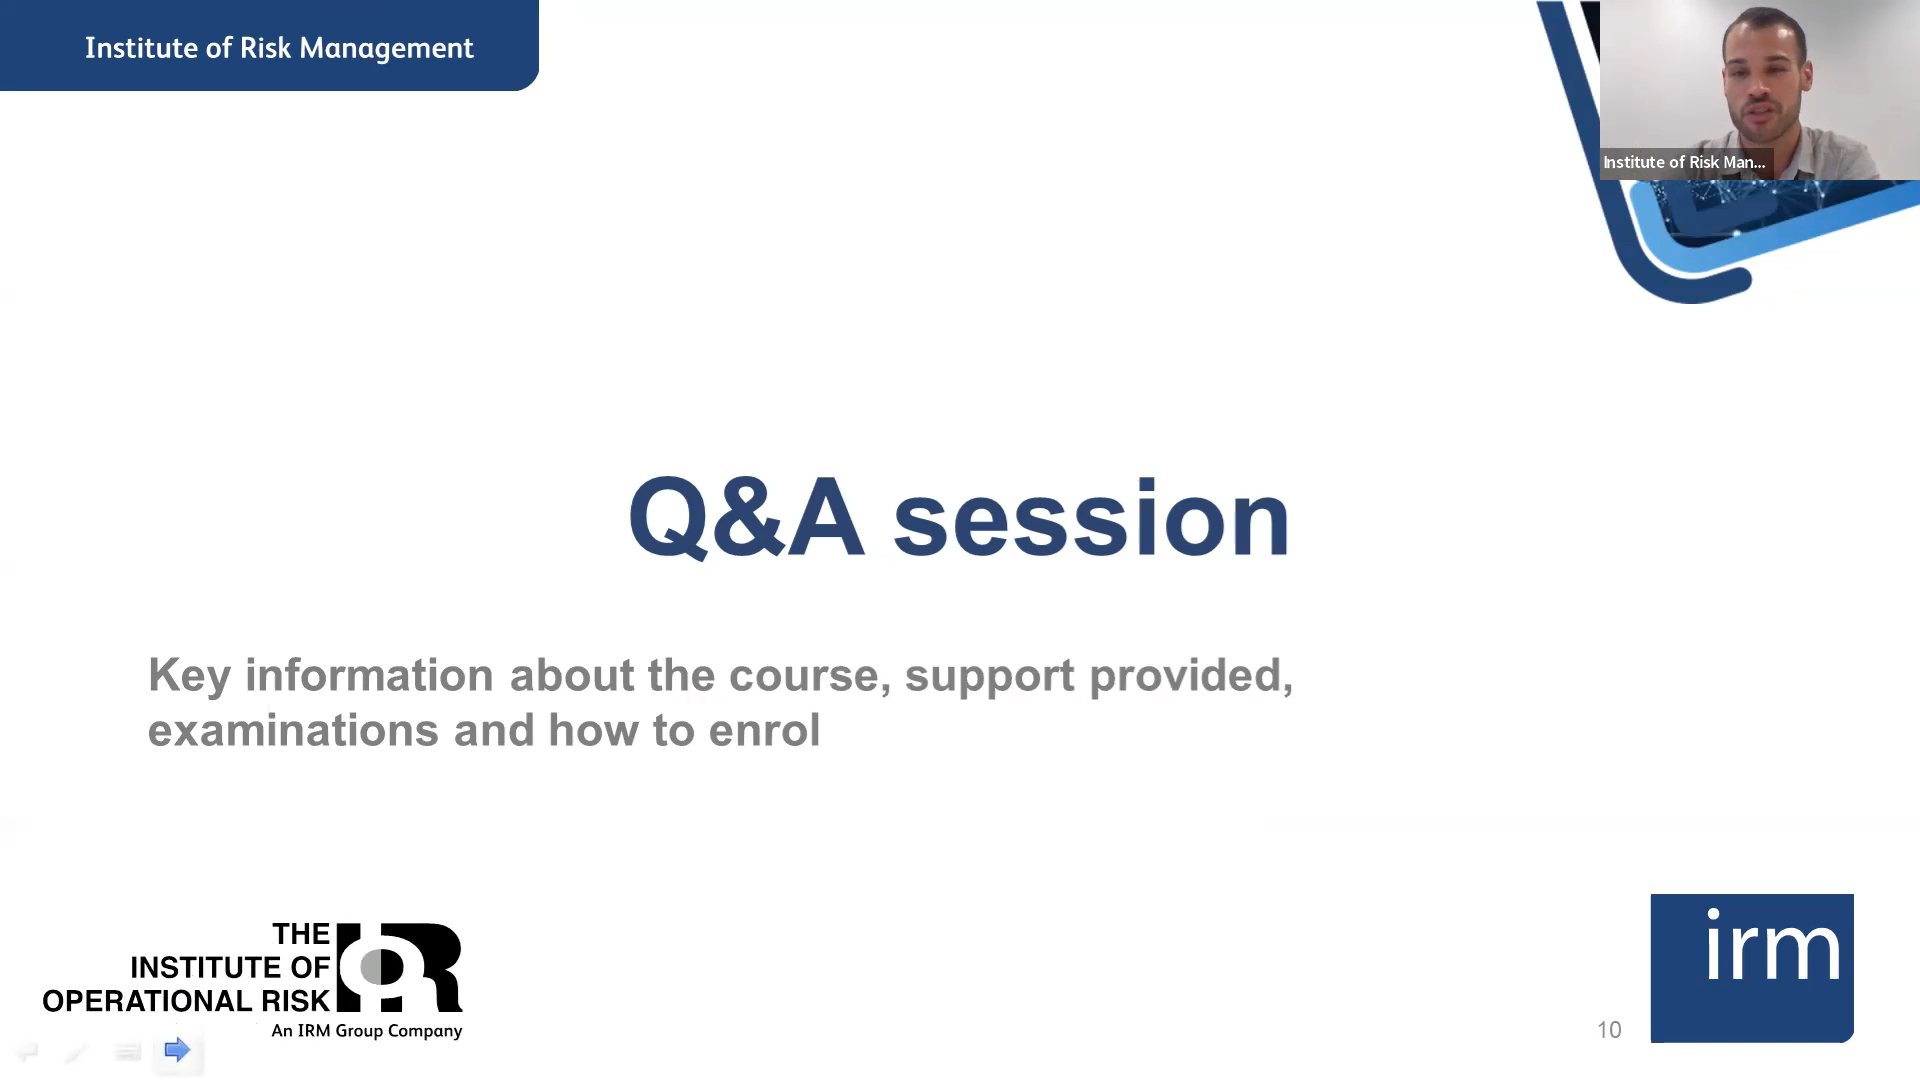 Institute of Risk Management
Institute of Risk Man...
Q&A session
Key information about the course, support provided,
examinations and how to enrol
THE
INSTITUTE OF
OPERATIONAL RISK
IOR
An IRM Group Company
10
irm